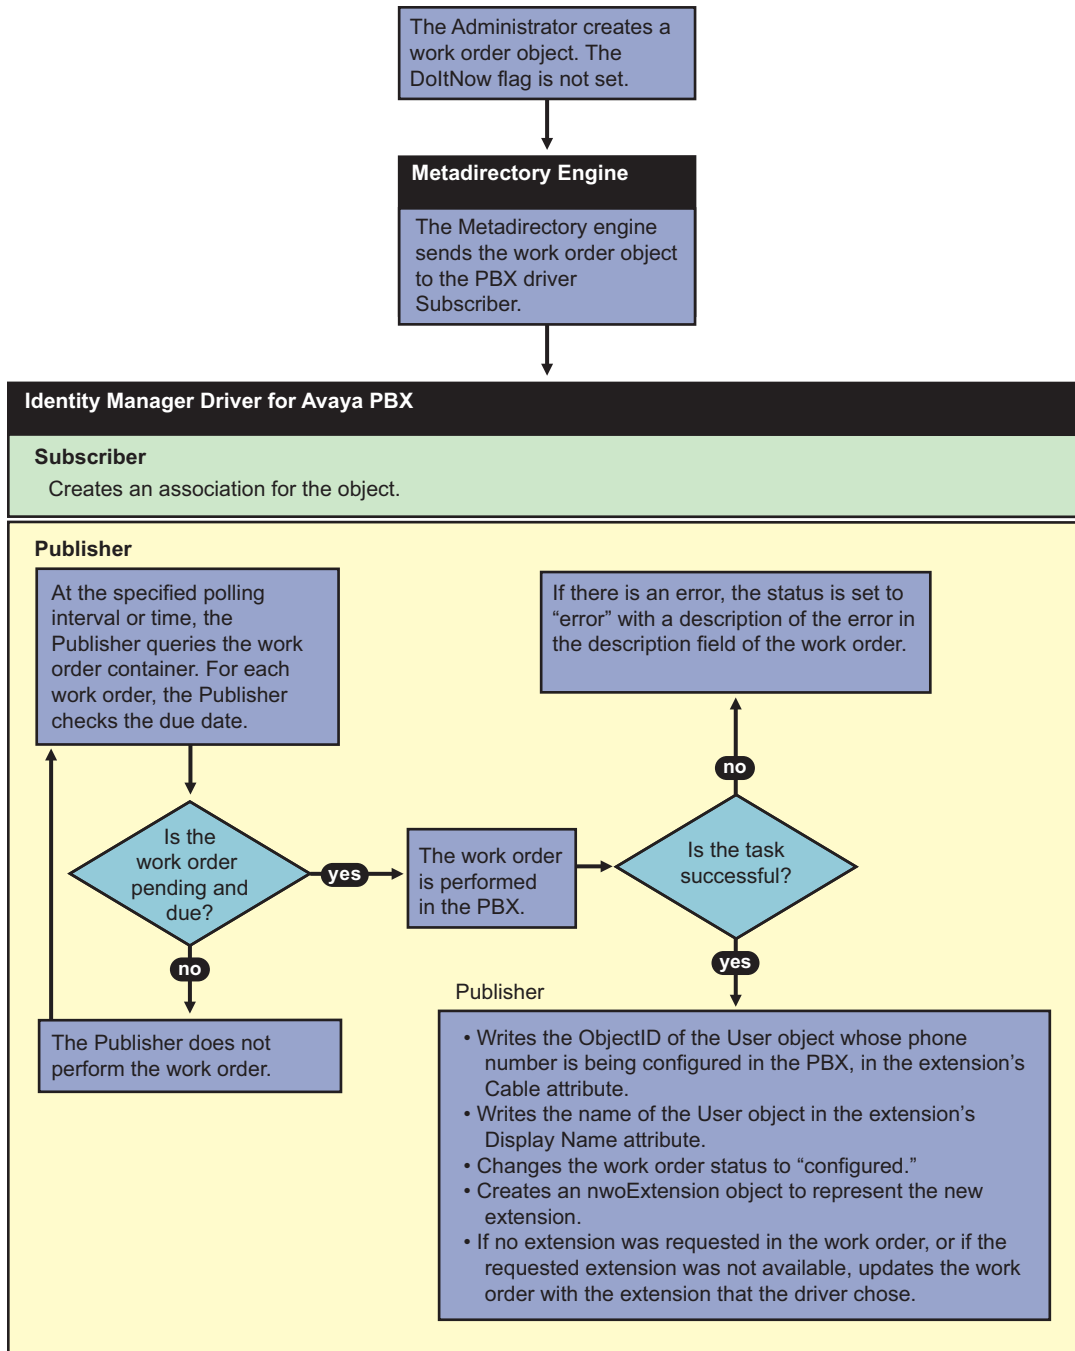 The Administrator creates a
work order object. The
DoItNow flag is not set.
Metadirectory Engine
The Metadirectory engine
sends the work order object
to the PBX driver
Subscriber.
Identity Manager Driver for Avaya PBX
Subscriber
Creates an association for the object.
Publisher
At the specified polling
interval or time, the
Publisher queries the work
order container. For each
work order, the Publisher
checks the due date.
If there is an error, the status is set to
“error” with a description of the error in
the description field of the work order.
Is the
work order
pending and
due?
yes
no
The Publisher does not
perform the work order.
The work order
is performed
in the PBX.
Is the task
successful?
no
yes
Publisher
• Writes the ObjectID of the User object whose phone
number is being configured in the PBX, in the extension’s
Cable attribute.
• Writes the name of the User object in the extension’s
Display Name attribute.
• Changes the work order status to “configured.”
• Creates an nwoExtension object to represent the new
extension.
• If no extension was requested in the work order, or if the
requested extension was not available, updates the work
order with the extension that the driver chose.